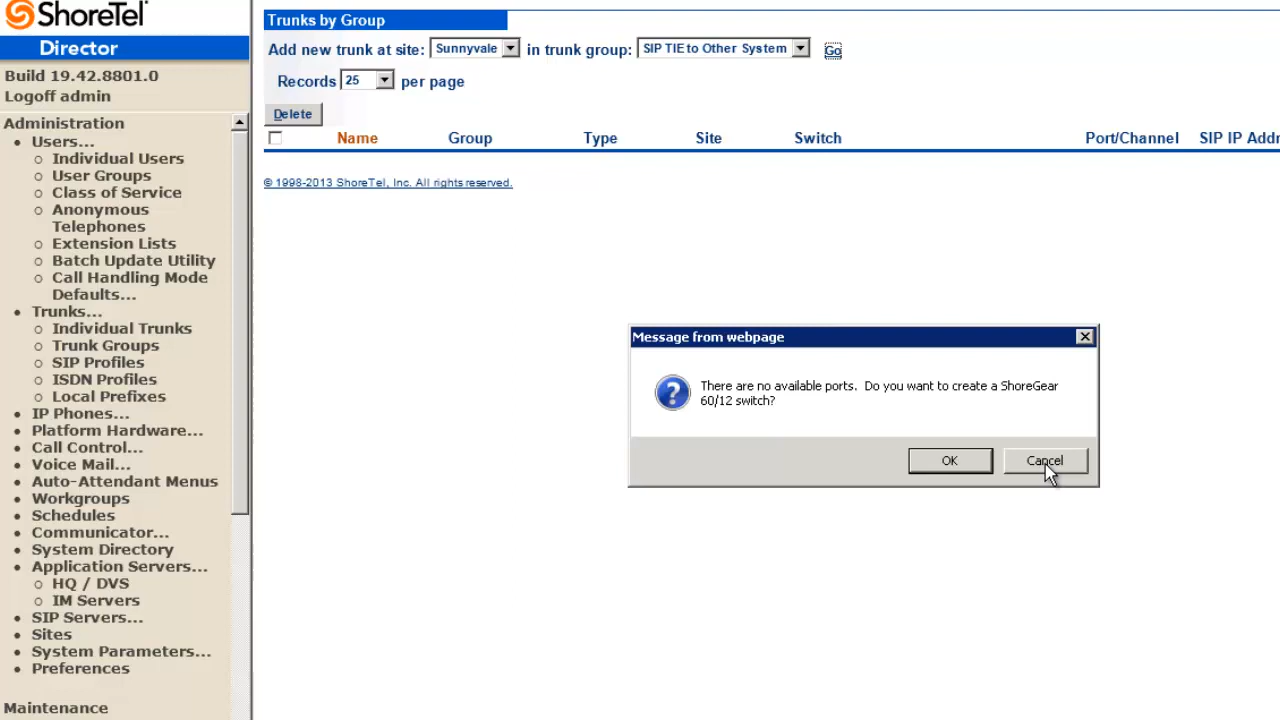 ShoreTel
Director
Build 19.42.8801.0
Logoff admin
Administration
Users...
Individual Users
User Groups
Class of Service
Anonymous
Telephones
Extension Lists
Batch Update Utility
Call Handling Mode
Defaults...
Trunks...
Individual Trunks
Trunk Groups
SIP Profiles
ISDN Profiles
Local Prefixes
IP Phones...
Platform Hardware...
Call Control...
Voice Mail...
Auto-Attendant Menus
Workgroups
Schedules
Communicator...
System Directory
Application Servers...
HQ / DVS
IM Servers
SIP Servers...
Sites
System Parameters...
Preferences
Maintenance
Trunks by Group
Add new trunk at site: Sunnyvale in trunk group: SIP TIE to Other System Go
Records 25 per page
Delete
Name Group Type Site Switch Port/Channel SIP IP Addr
© 1998-2013 ShoreTel, Inc. All rights reserved.
Message from webpage
There are no available ports. Do you want to create a ShoreGear
60/12 switch?
OK Cancel